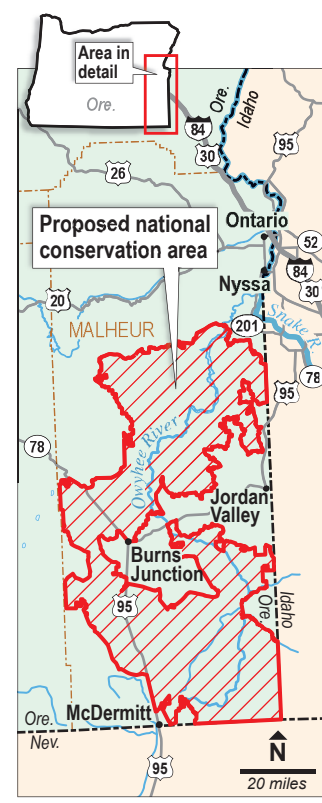 Area in
detail
Ore.
Ore.
Idaho
84
30
95
26
Proposed national
conservation area
Ontario
52
84
Nyssa
30
20
201
Snake R.
MALHEUR
78
95
78
Owyhee River
Jordan
Valley
Burns
Junction
95
Ore.
Idaho
McDermitt
Ore.
Nev.
N
95
20 miles